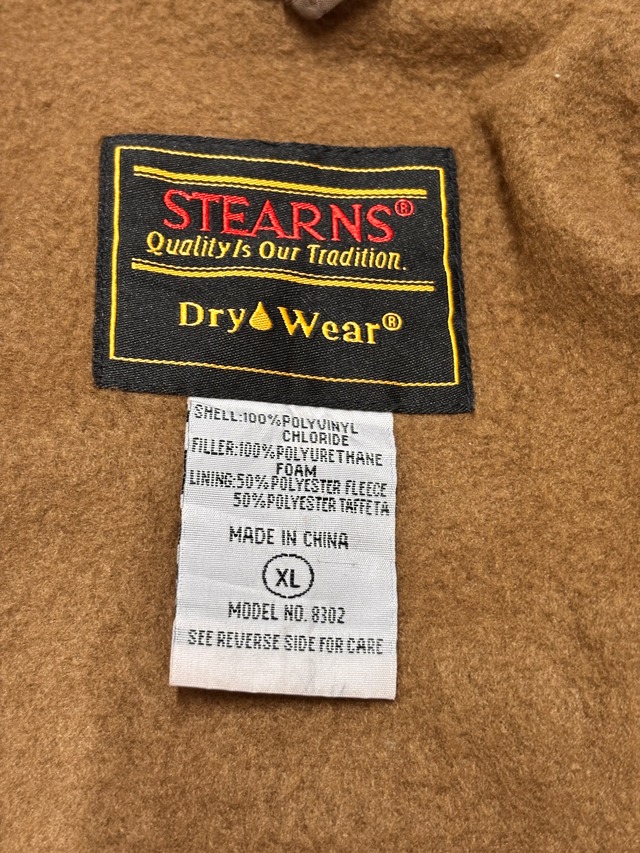 STEARNS®
Quality Is Our Tradition.
Dry Wear®
SHELL:100%POLYVINYL
CHLORIDE
FILLER:100%POLYURETHANE
FOAM
LINING:50%POLYESTER FLEECE
50%POLYESTER TAFFETA
MADE IN CHINA
XL
MODEL NO. 8302
SEE REVERSE SIDE FOR CARE